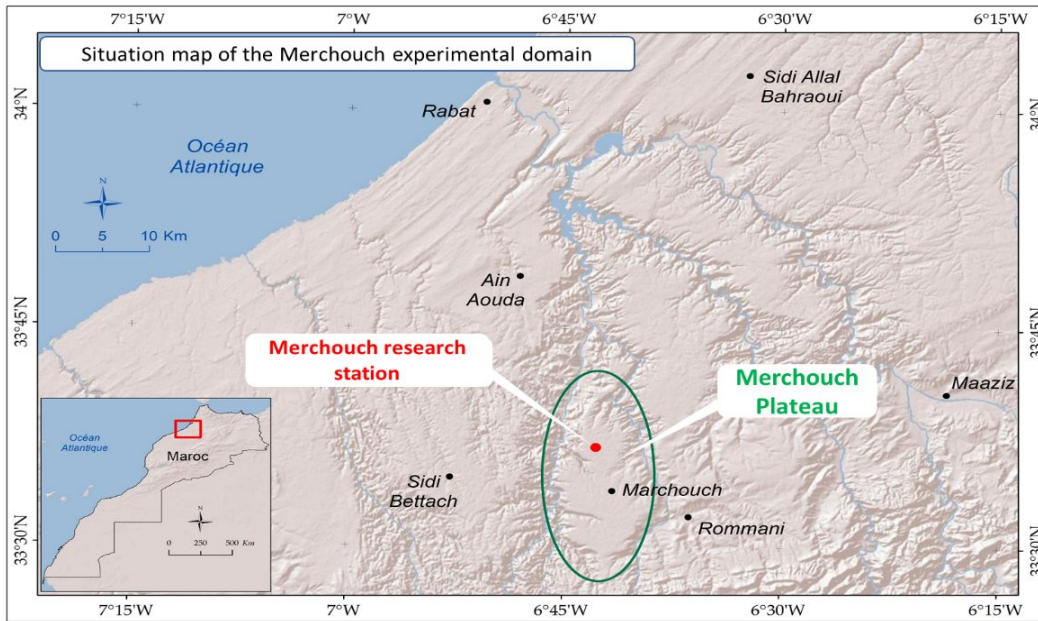 7°15'W
7°W
6°45'W
6°30'W
6°15'W
Situation map of the Merchouch experimental domain
34°N
34°N
Rabat
Sidi Allal
Bahraoui
Océan
Atlantique
N
0 5 10 Km
Ain
Aouda
33°45'N
33°45'N
Merchouch research
station
Merchouch
Plateau
Maaziz
Océan
Atlantique
Maroc
N
0 250 500 Km
Sidi
Bettach
Marchouch
Rommani
33°30'N
33°30'N
7°15'W
7°W
6°45'W
6°30'W
6°15'W